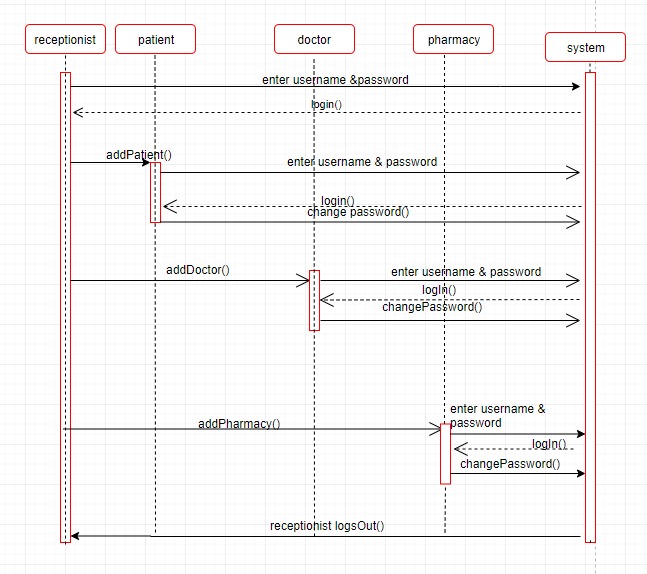 receptionist
patient
doctor
pharmacy
system
enter username &password
login()
addPatient()
enter username & password
login()
change password()
addDoctor()
enter username & password
logIn()
changePassword()
enter username &
password
addPharmacy()
logIn()
changePassword()
receptionist logsOut()